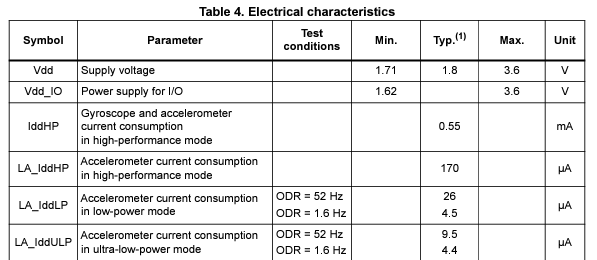 Table 4. Electrical characteristics
Symbol Parameter Test conditions Min. Typ.(1) Max. Unit
Vdd Supply voltage 1.71 1.8 3.6 V
Vdd_IO Power supply for I/O 1.62 3.6 V
IddHP Gyroscope and accelerometer current consumption in high-performance mode 0.55 mA
LA_IddHP Accelerometer current consumption in high-performance mode 170 µA
LA_IddLP Accelerometer current consumption in low-power mode ODR = 52 Hz 26 µA
ODR = 1.6 Hz 4.5
LA_IddULP Accelerometer current consumption in ultra-low-power mode ODR = 52 Hz 9.5 µA
ODR = 1.6 Hz 4.4